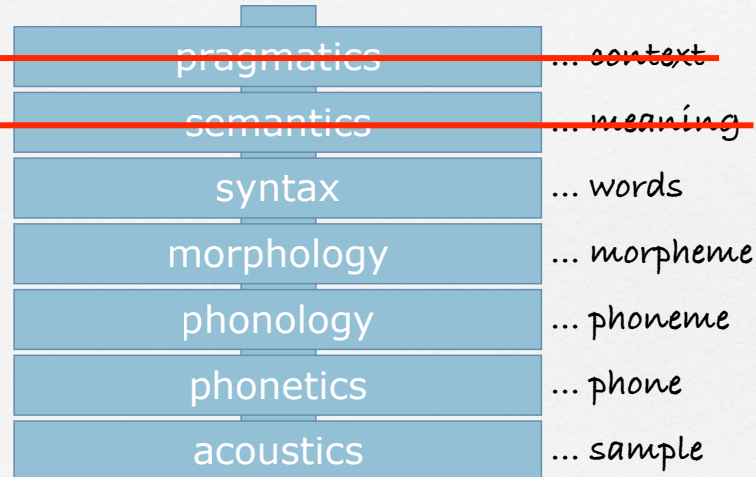 pragmatics ... context
semantics ... meaning
syntax ... words
morphology ... morpheme
phonology ... phoneme
phonetics ... phone
acoustics ... sample